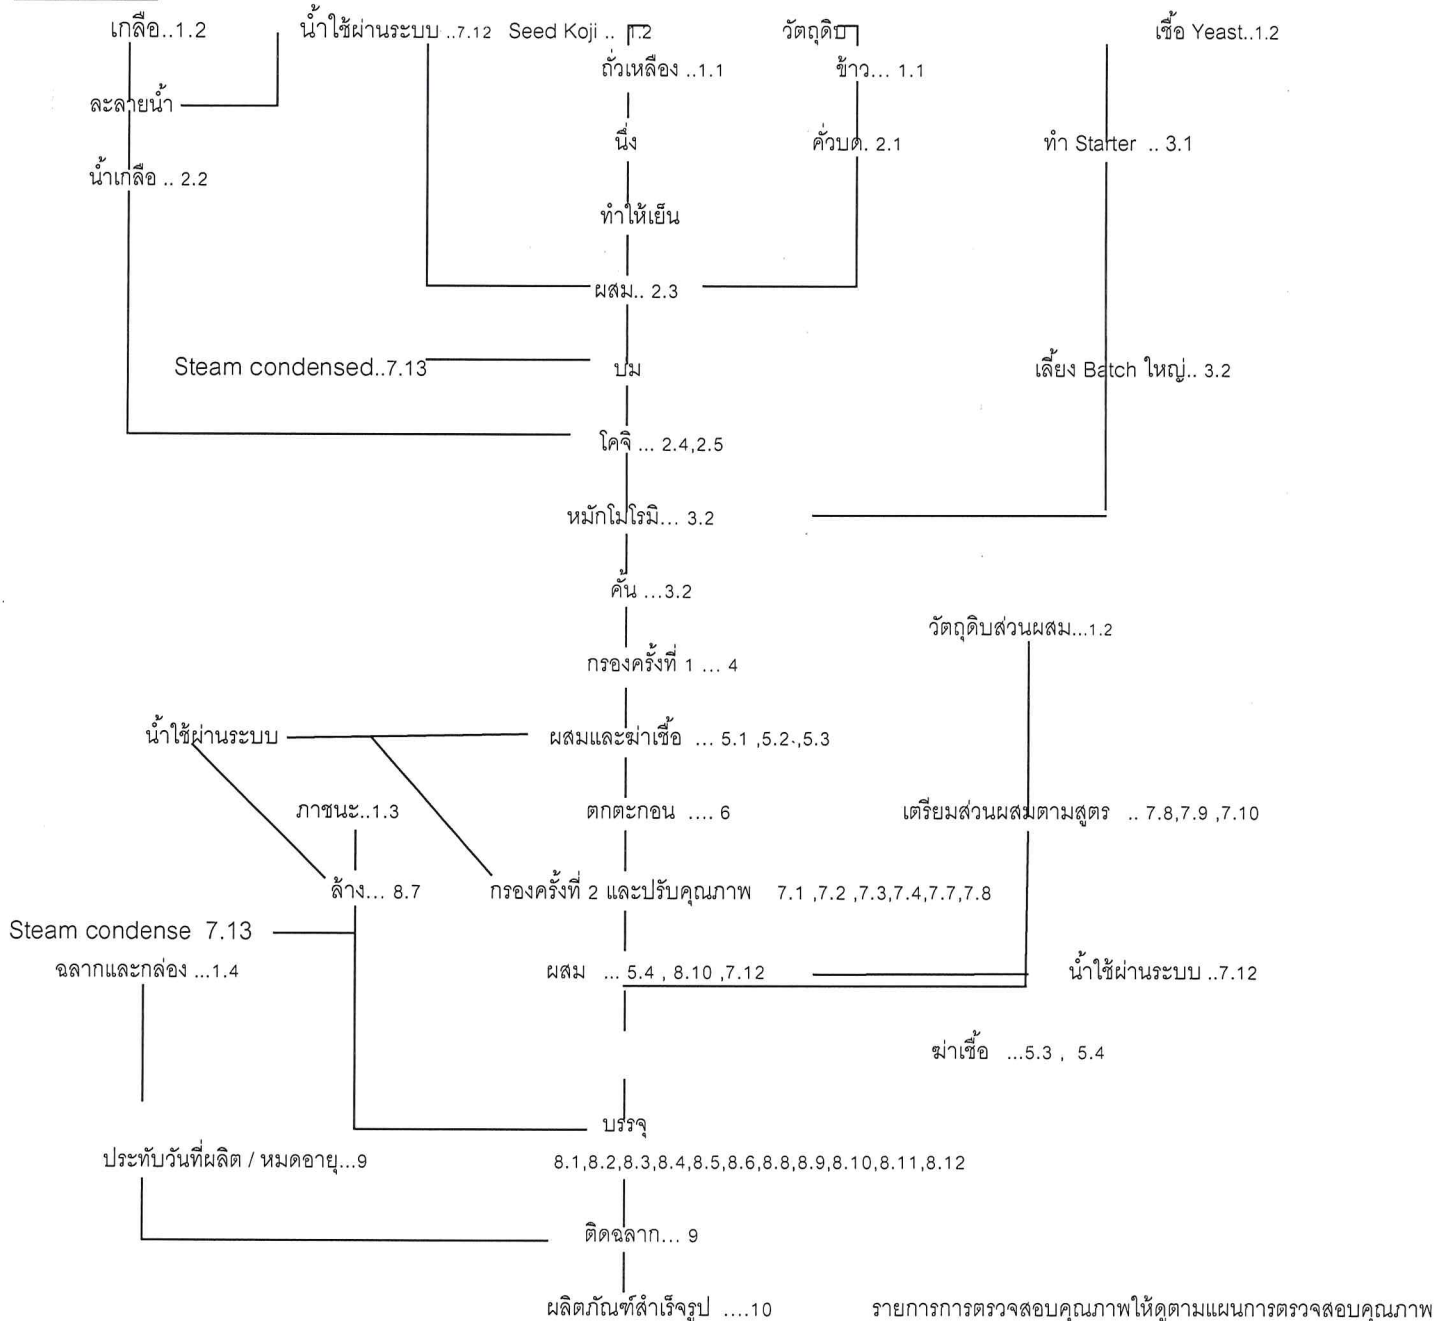 เกลือ..1.2 น้ำใช้ผ่านระบบ ..7.12 Seed Koji .. 1.2 วัตถุดิบ เชื้อ Yeast..1.2
ถั่วเหลือง ..1.1 ข้าว... 1.1
ละลายน้ำ
นึ่ง คั่วบด. 2.1 ทำ Starter .. 3.1
น้ำเกลือ .. 2.2
ทำให้เย็น
ผสม.. 2.3
Steam condensed..7.13 บ่ม เลี้ยง Batch ใหญ่.. 3.2
โคจิ ... 2.4,2.5
หมักโมโรมิ... 3.2
คั้น ...3.2
วัตถุดิบส่วนผสม...1.2
กรองครั้งที่ 1 ... 4
น้ำใช้ผ่านระบบ ผสมและฆ่าเชื้อ ... 5.1 ,5.2.,5.3
ภาชนะ..1.3 ตกตะกอน .... 6 เตรียมส่วนผสมตามสูตร .. 7.8,7.9 ,7.10
ล้าง... 8.7 กรองครั้งที่ 2 และปรับคุณภาพ 7.1 ,7.2 ,7.3,7.4,7.7,7.8
Steam condense 7.13
ฉลากและกล่อง ...1.4 ผสม ... 5.4 , 8.10 ,7.12 น้ำใช้ผ่านระบบ ..7.12
ฆ่าเชื้อ ...5.3 , 5.4
บรรจุ
ประทับวันที่ผลิต / หมดอายุ...9 8.1,8.2,8.3,8.4,8.5,8.6,8.8,8.9,8.10,8.11,8.12
ติดฉลาก... 9
ผลิตภัณฑ์สำเร็จรูป ....10 รายการการตรวจสอบคุณภาพให้ดูตามแผนการตรวจสอบคุณภาพ